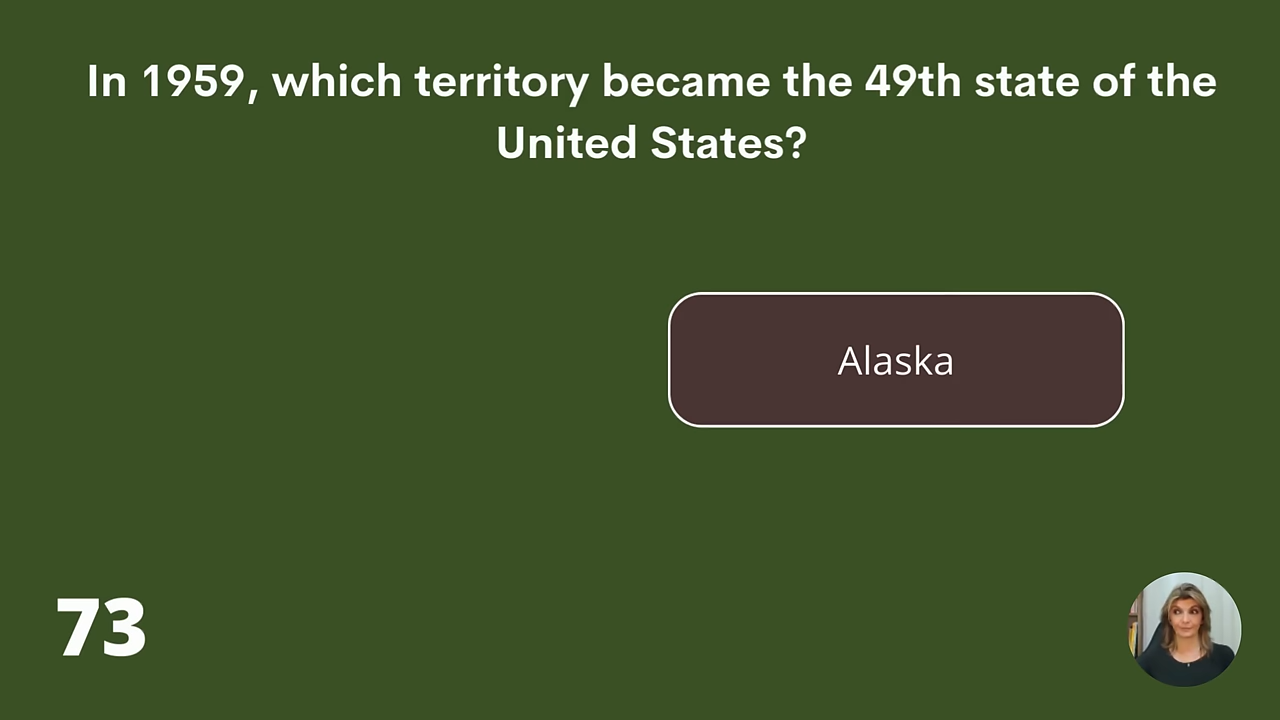 In 1959, which territory became the 49th state of the
United States?
Alaska
73